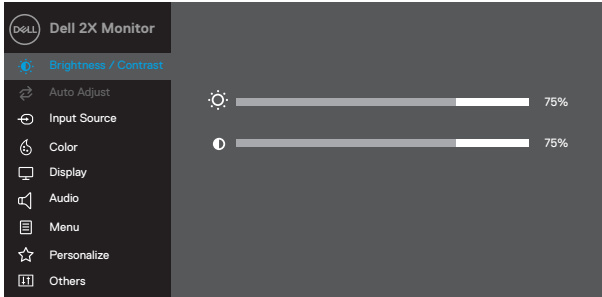 DELL
Dell 2X Monitor
Brightness / Contrast
Auto Adjust
75%
Input Source
Color
75%
Display
Audio
Menu
Personalize
Others